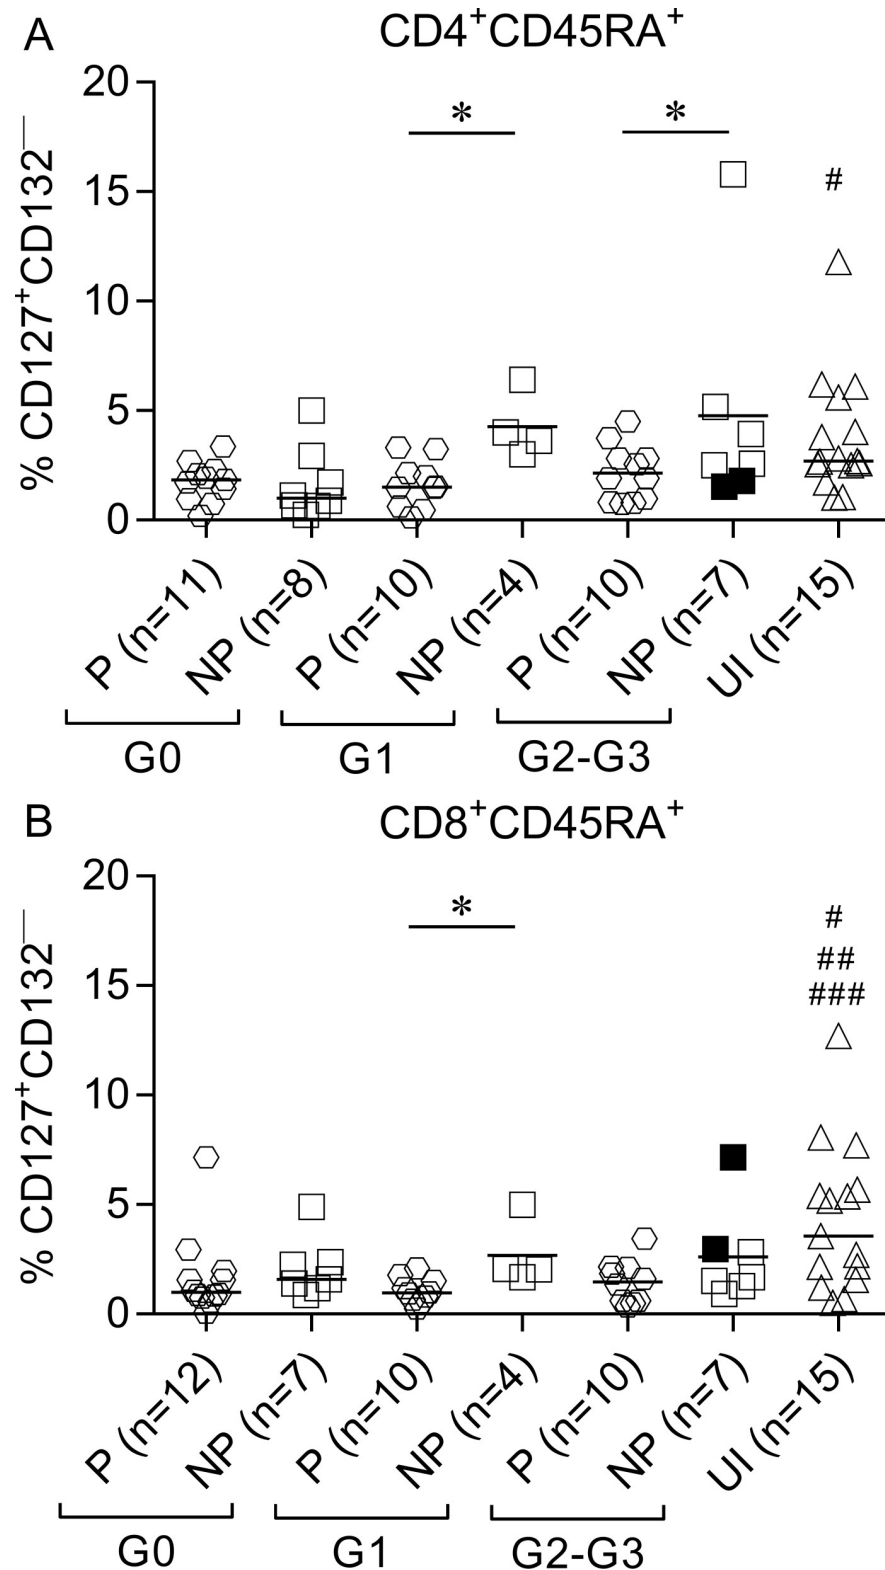 A
CD4⁺CD45RA⁺
% CD127⁺CD132⁻
20
15
10
5
0
*
*
#
P (n=11)
NP (n=8)
P (n=10)
NP (n=4)
P (n=10)
NP (n=7)
UI (n=15)
G0
G1
G2-G3
B
CD8⁺CD45RA⁺
% CD127⁺CD132⁻
20
15
10
5
0
*
#
##
###
P (n=12)
NP (n=7)
P (n=10)
NP (n=4)
P (n=10)
NP (n=7)
UI (n=15)
G0
G1
G2-G3